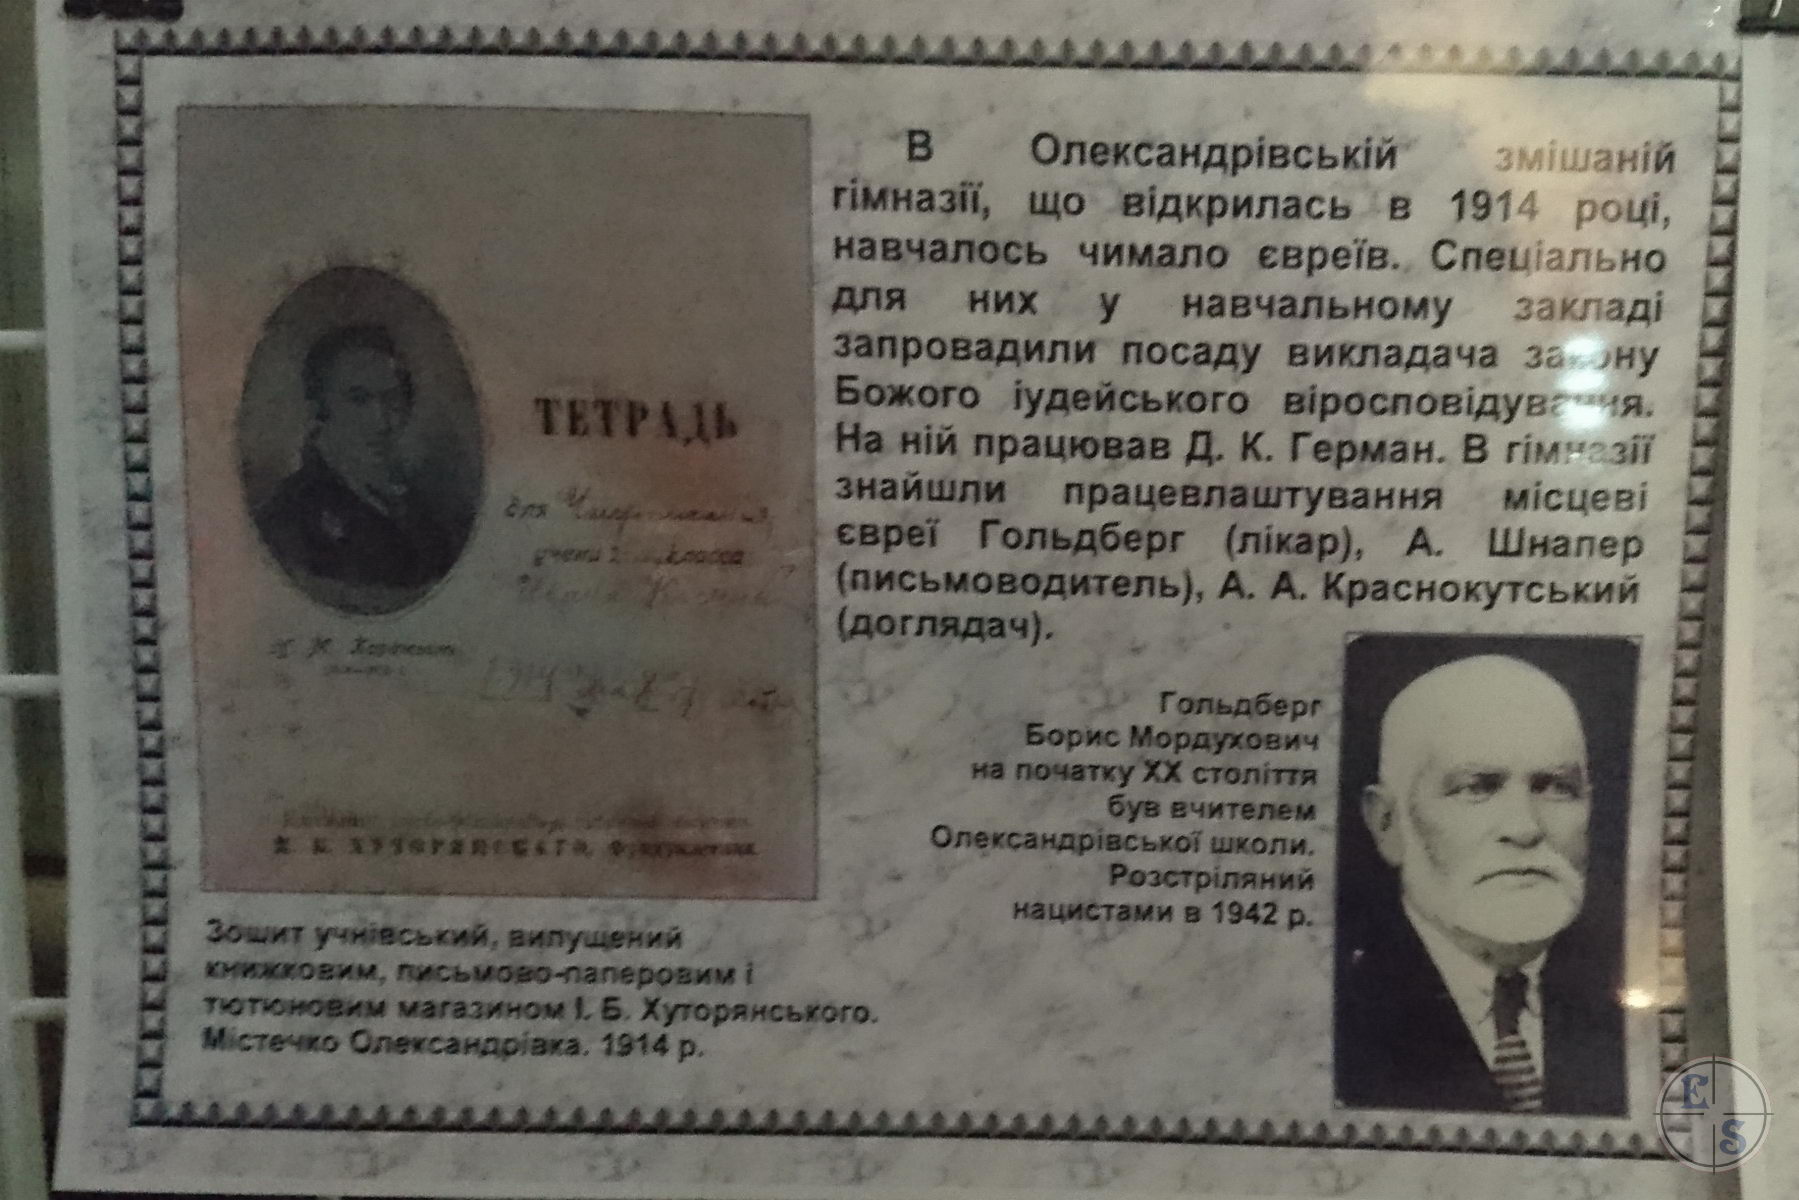 В Олександрівській змішаній
гімназії, що відкрилась в 1914 році,
навчалось чимало євреїв. Спеціально
для них у навчальному закладі
запровадили посаду викладача закону
Божого іудейського віросповідування.
На ній працював Д. К. Герман. В гімназії
знайшли працевлаштування місцеві
євреї Гольдберг (лікар), А. Шнапер
(письмоводитель), А. А. Краснокутський
(доглядач).
ТЕТРАДЬ
для
класса
1914
Гольдберг
Борис Мордухович
на початку ХХ століття
був вчителем
Олександрівської школи.
Розстріляний
нацистами в 1942 р.
Зошит учнівський, випущений
книжковим, письмово-паперовим і
тютюновим магазином І. Б. Хуторянського.
Містечко Олександрівка. 1914 р.
E
S